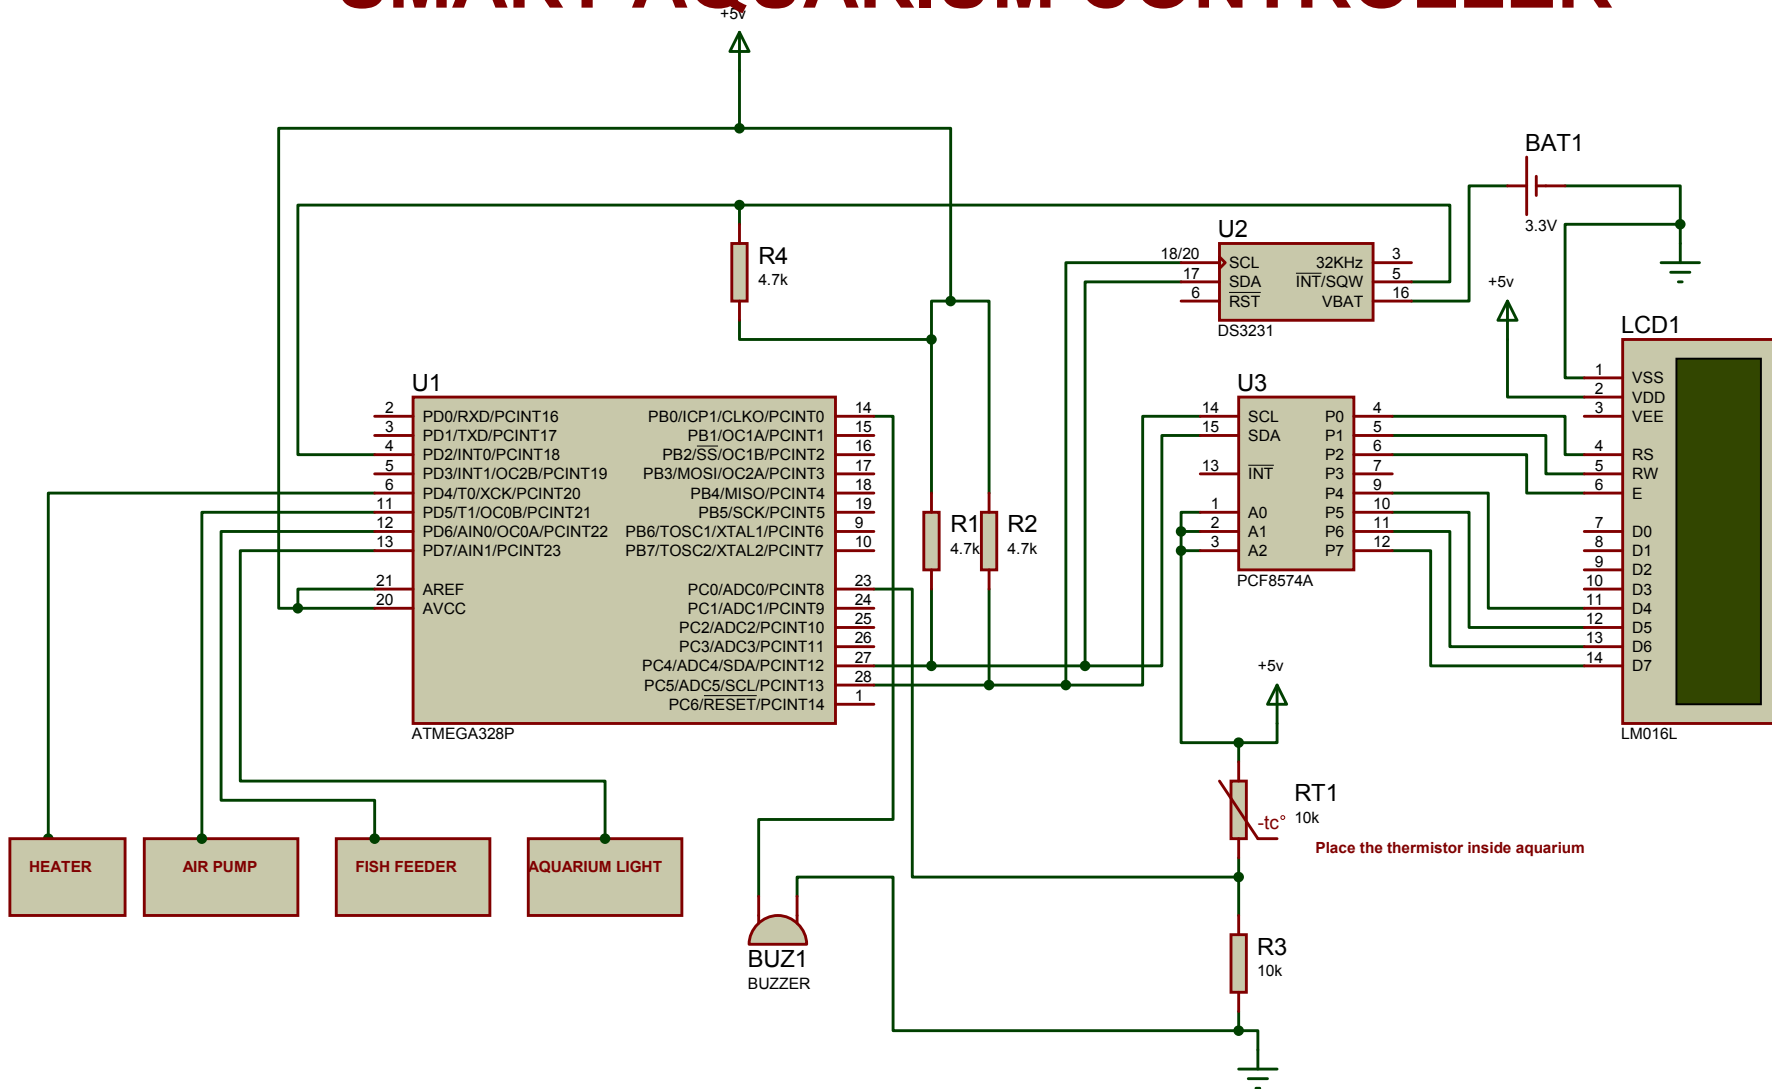 SMART AQUARIUM CONTROLLER
+5v
BAT1
3.3V
R4
4.7k
U2
18/20 SCL 32KHz 3
17 SDA INT/SQW 5
6 RST VBAT 16
DS3231
+5v
LCD1
1 VSS
2 VDD
3 VEE
4 RS
5 RW
6 E
7 D0
8 D1
9 D2
10 D3
11 D4
12 D5
13 D6
14 D7
LM016L
U1
2 PD0/RXD/PCINT16 PB0/ICP1/CLKO/PCINT0 14
3 PD1/TXD/PCINT17 PB1/OC1A/PCINT1 15
4 PD2/INT0/PCINT18 PB2/SS/OC1B/PCINT2 16
5 PD3/INT1/OC2B/PCINT19 PB3/MOSI/OC2A/PCINT3 17
6 PD4/T0/XCK/PCINT20 PB4/MISO/PCINT4 18
11 PD5/T1/OC0B/PCINT21 PB5/SCK/PCINT5 19
12 PD6/AIN0/OC0A/PCINT22 PB6/TOSC1/XTAL1/PCINT6 9
13 PD7/AIN1/PCINT23 PB7/TOSC2/XTAL2/PCINT7 10
21 AREF PC0/ADC0/PCINT8 23
20 AVCC PC1/ADC1/PCINT9 24
PC2/ADC2/PCINT10 25
PC3/ADC3/PCINT11 26
PC4/ADC4/SDA/PCINT12 27
PC5/ADC5/SCL/PCINT13 28
PC6/RESET/PCINT14 1
ATMEGA328P
R1
4.7k
R2
4.7k
U3
14 SCL P0 4
15 SDA P1 5
P2 6
13 INT P3 7
P4 9
1 A0 P5 10
2 A1 P6 11
3 A2 P7 12
PCF8574A
+5v
RT1
-tc° 10k
Place the thermistor inside aquarium
HEATER
AIR PUMP
FISH FEEDER
AQUARIUM LIGHT
BUZ1
BUZZER
R3
10k